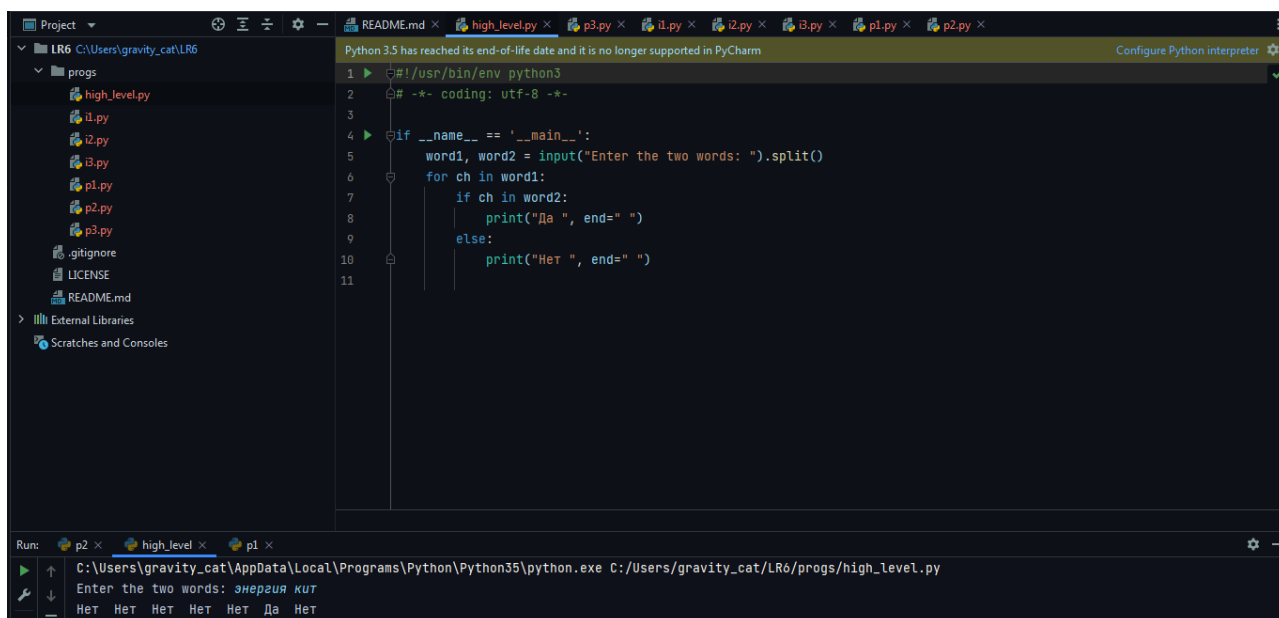 Project
README.md high_level.py p3.py i1.py i2.py i3.py p1.py p2.py
LR6 C:\Users\gravity_cat\LR6
progs
high_level.py
i1.py
i2.py
i3.py
p1.py
p2.py
p3.py
.gitignore
LICENSE
README.md
External Libraries
Scratches and Consoles
Python 3.5 has reached its end-of-life date and it is no longer supported in PyCharm Configure Python interpreter
1 #!/usr/bin/env python3
2 # -*- coding: utf-8 -*-
3
4 if __name__ == '__main__':
5 word1, word2 = input("Enter the two words: ").split()
6 for ch in word1:
7 if ch in word2:
8 print("Да ", end=" ")
9 else:
10 print("Нет ", end=" ")
11
Run: p2 high_level p1
C:\Users\gravity_cat\AppData\Local\Programs\Python\Python35\python.exe C:/Users/gravity_cat/LR6/progs/high_level.py
Enter the two words: энергия кит
Нет Нет Нет Нет Нет Да Нет